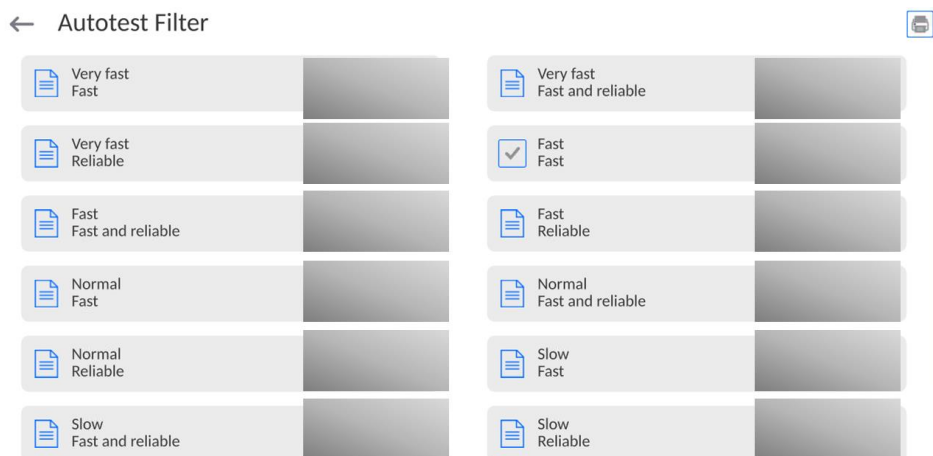 Autotest Filter
Very fast
Fast
Very fast
Fast and reliable
Very fast
Reliable
Fast
Fast
Fast
Fast and reliable
Fast
Reliable
Normal
Fast
Normal
Fast and reliable
Normal
Reliable
Slow
Fast
Slow
Fast and reliable
Slow
Reliable